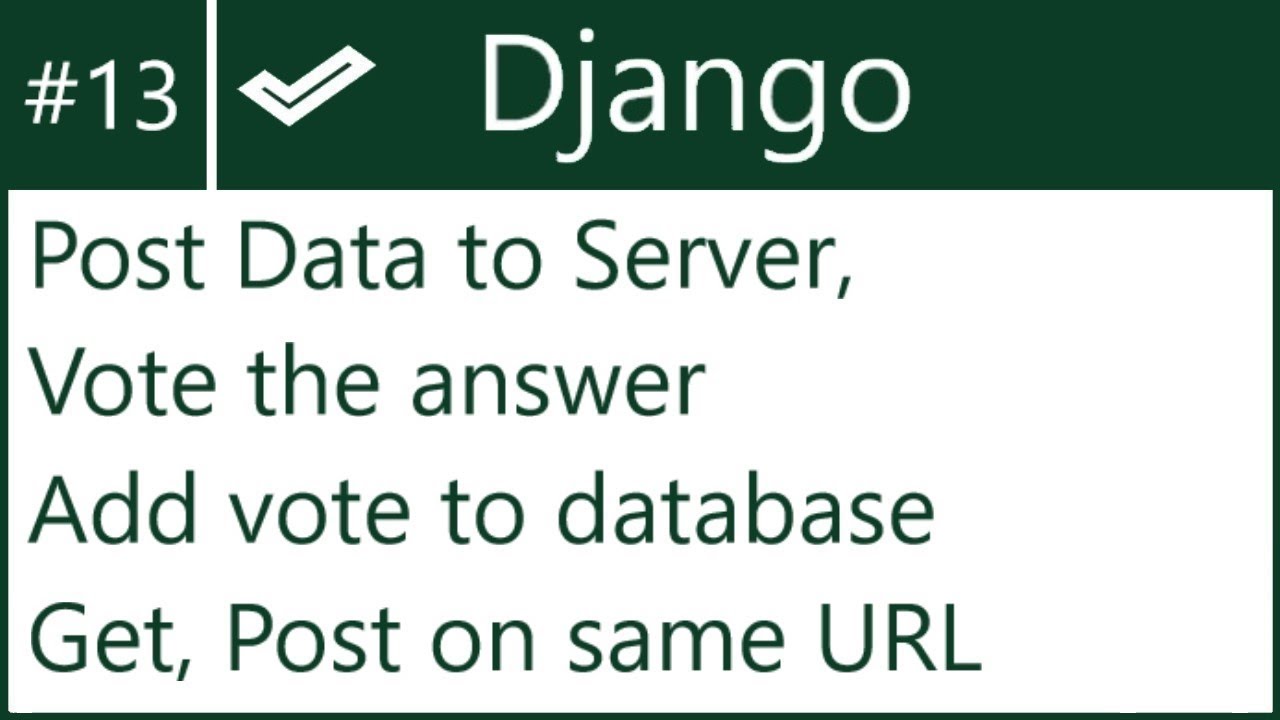 #13 Django
Post Data to Server,
Vote the answer
Add vote to database
Get, Post on same URL